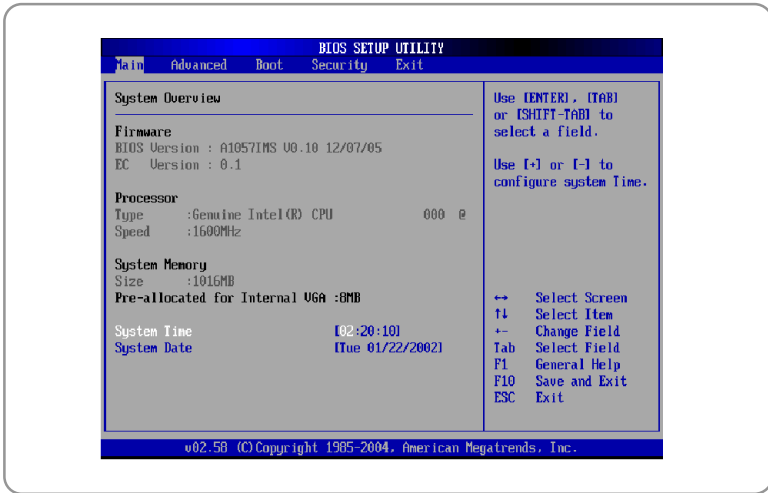 BIOS SETUP UTILITY
Main Advanced Boot Security Exit
System Overview
Firmware
BIOS Version : A1057IMS V0.10 12/07/05
EC Version : 0.1
Processor
Type :Genuine Intel(R) CPU 000 @
Speed :1600MHz
System Memory
Size :1016MB
Pre-allocated for Internal VGA :8MB
System Time [02:20:10]
System Date [Tue 01/22/2002]
Use [ENTER], [TAB]
or [SHIFT-TAB] to
select a field.
Use [+] or [-] to
configure system Time.
↔ Select Screen
↑↓ Select Item
+- Change Field
Tab Select Field
F1 General Help
F10 Save and Exit
ESC Exit
v02.58 (C)Copyright 1985-2004, American Megatrends, Inc.